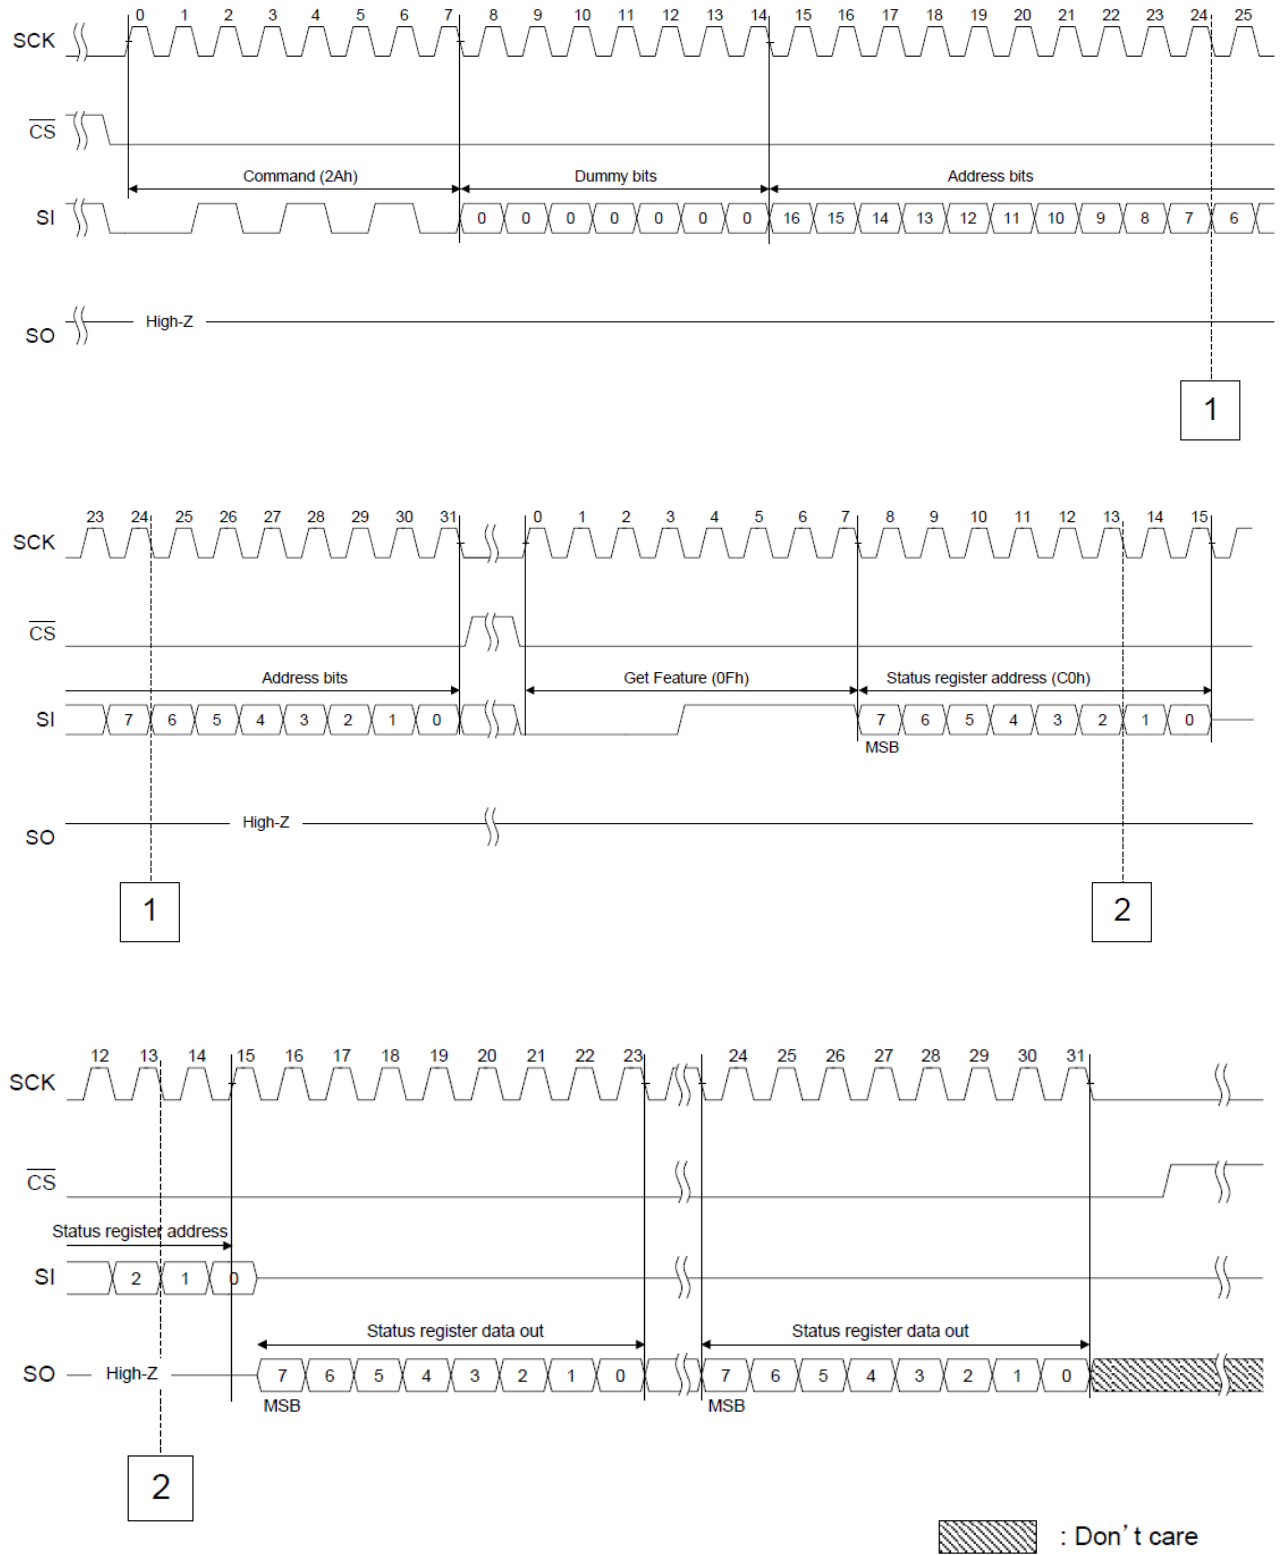 0 1 2 3 4 5 6 7 8 9 10 11 12 13 14 15 16 17 18 19 20 21 22 23 24 25
SCK
CS
Command (2Ah) Dummy bits Address bits
SI 0 0 0 0 0 0 0 16 15 14 13 12 11 10 9 8 7 6
SO High-Z
1
23 24 25 26 27 28 29 30 31 0 1 2 3 4 5 6 7 8 9 10 11 12 13 14 15
SCK
CS
Address bits Get Feature (0Fh) Status register address (C0h)
SI 7 6 5 4 3 2 1 0 7 6 5 4 3 2 1 0
MSB
SO High-Z
1 2
12 13 14 15 16 17 18 19 20 21 22 23 24 25 26 27 28 29 30 31
SCK
CS
Status register address
SI 2 1 0
Status register data out Status register data out
SO High-Z 7 6 5 4 3 2 1 0 7 6 5 4 3 2 1 0
MSB MSB
2
: Don't care